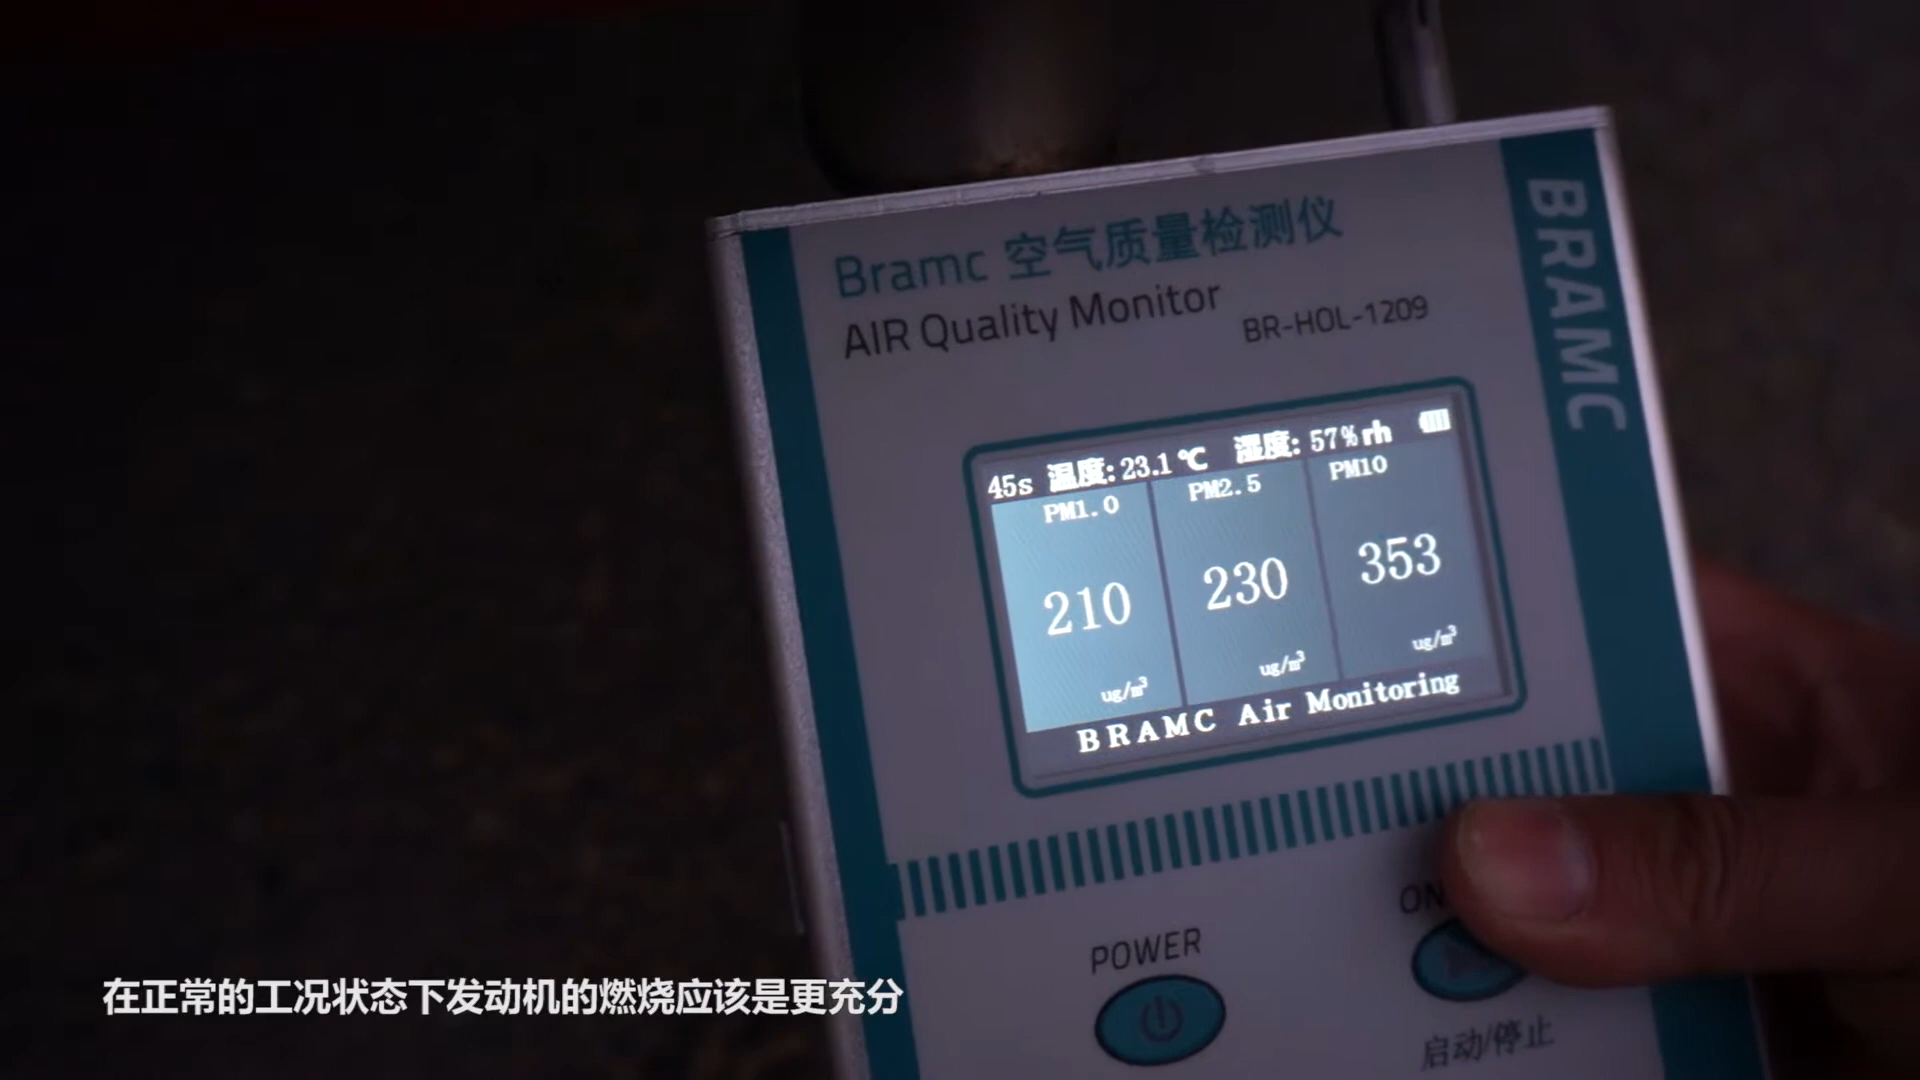 Bramc 空气质量检测仪
AIR Quality Monitor
BR-HOL-1209
BRAMC
45s 温度: 23.1 ℃ 湿度: 57%rh
PM1.0 PM2.5 PM10
210 230 353
ug/m³ ug/m³ ug/m³
BRAMC Air Monitoring
POWER
ON
启动/停止
在正常的工况状态下发动机的燃烧应该是更充分